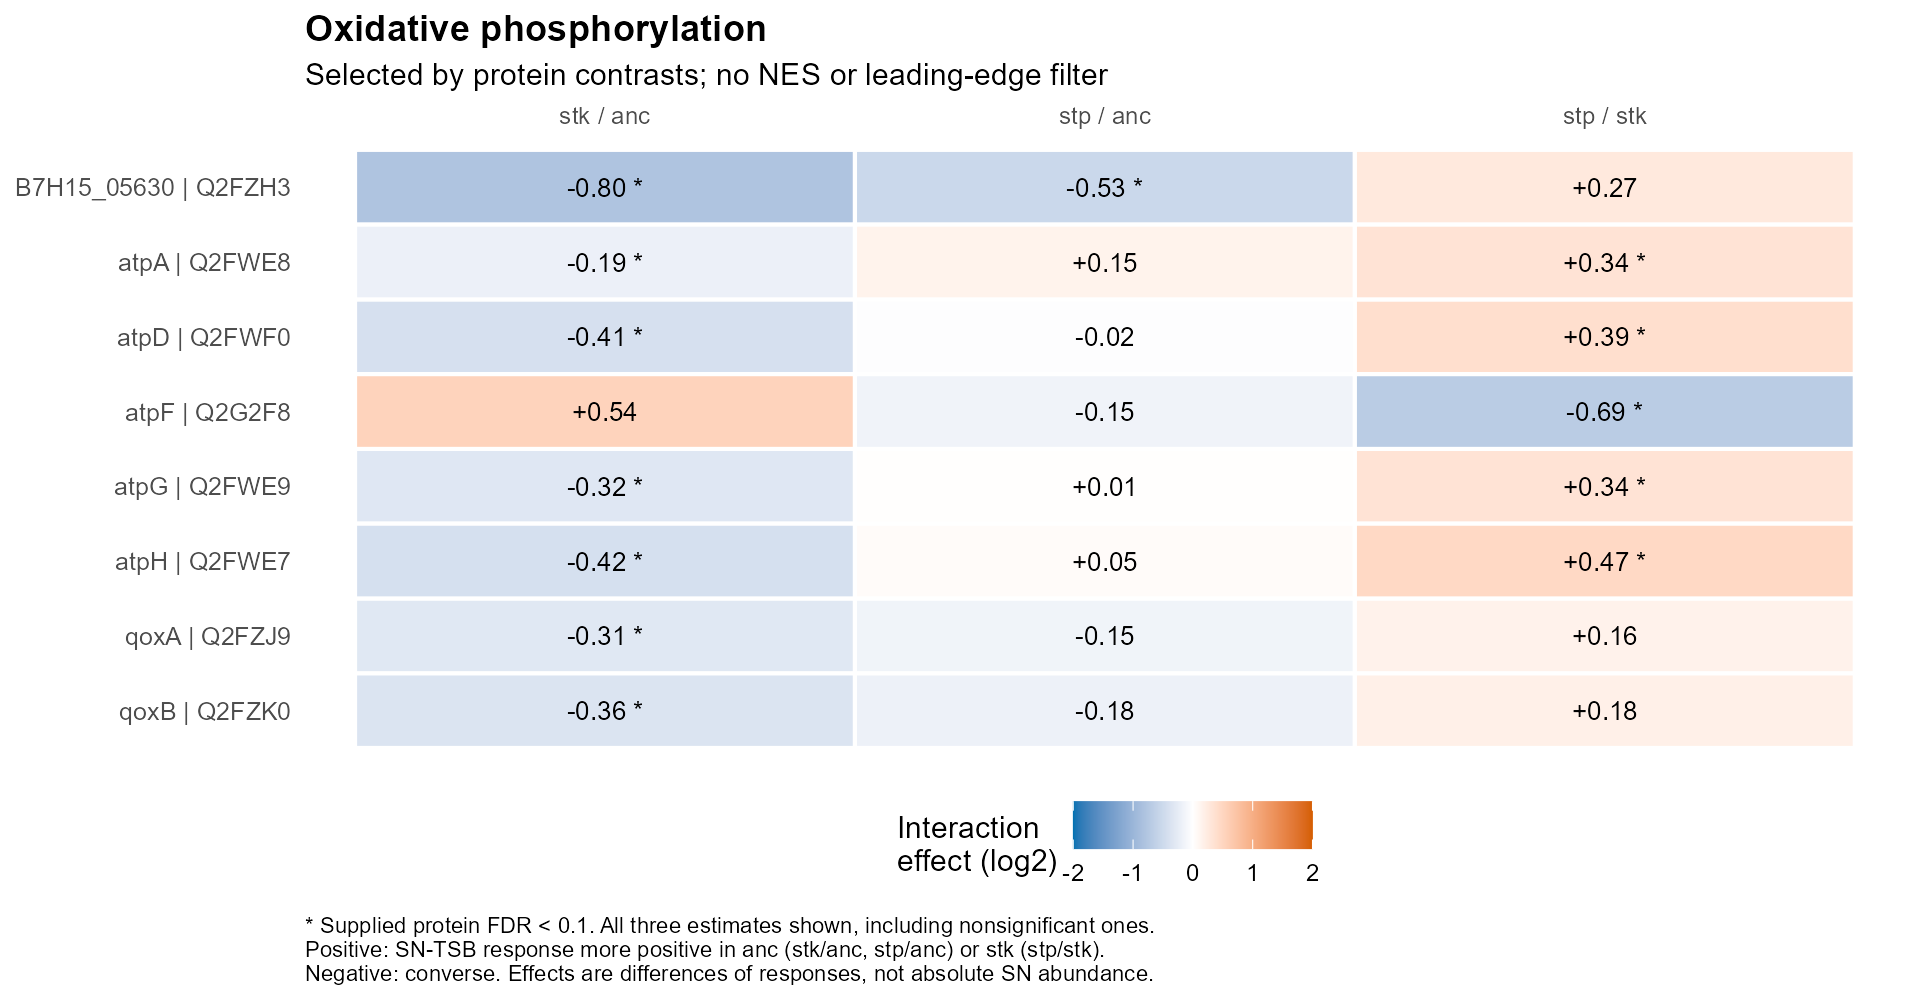 Oxidative phosphorylation
Selected by protein contrasts; no NES or leading-edge filter
stk / anc stp / anc stp / stk
B7H15_05630 | Q2FZH3 -0.80 * -0.53 * +0.27
atpA | Q2FWE8 -0.19 * +0.15 +0.34 *
atpD | Q2FWF0 -0.41 * -0.02 +0.39 *
atpF | Q2G2F8 +0.54 -0.15 -0.69 *
atpG | Q2FWE9 -0.32 * +0.01 +0.34 *
atpH | Q2FWE7 -0.42 * +0.05 +0.47 *
qoxA | Q2FZJ9 -0.31 * -0.15 +0.16
qoxB | Q2FZK0 -0.36 * -0.18 +0.18
Interaction
effect (log2)
-2 -1 0 1 2
* Supplied protein FDR < 0.1. All three estimates shown, including nonsignificant ones.
Positive: SN-TSB response more positive in anc (stk/anc, stp/anc) or stk (stp/stk).
Negative: converse. Effects are differences of responses, not absolute SN abundance.